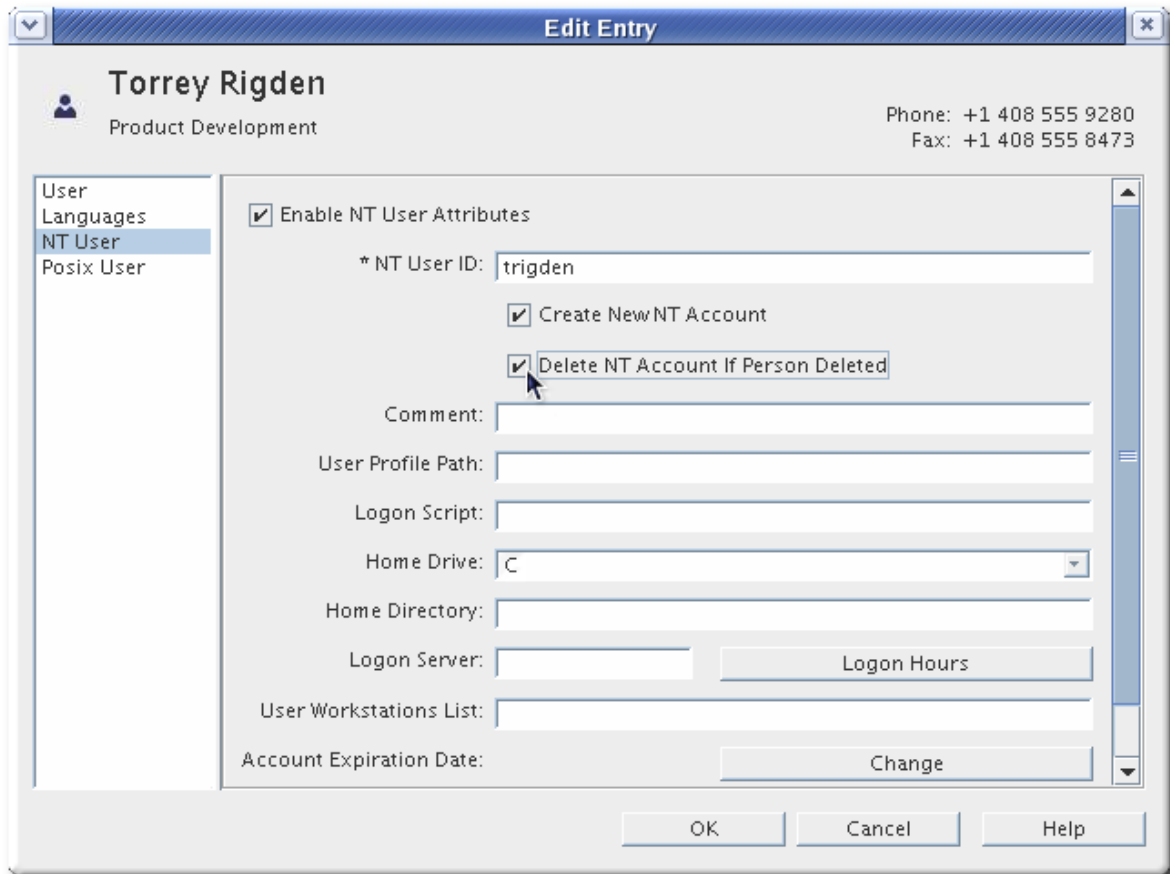 Edit Entry
Torrey Rigden
Product Development
Phone: +1 408 555 9280
Fax: +1 408 555 8473
User
Languages
NT User
Posix User
Enable NT User Attributes
* NT User ID: trigden
Create New NT Account
Delete NT Account If Person Deleted
Comment:
User Profile Path:
Logon Script:
Home Drive: C
Home Directory:
Logon Server: Logon Hours
User Workstations List:
Account Expiration Date: Change
OK Cancel Help